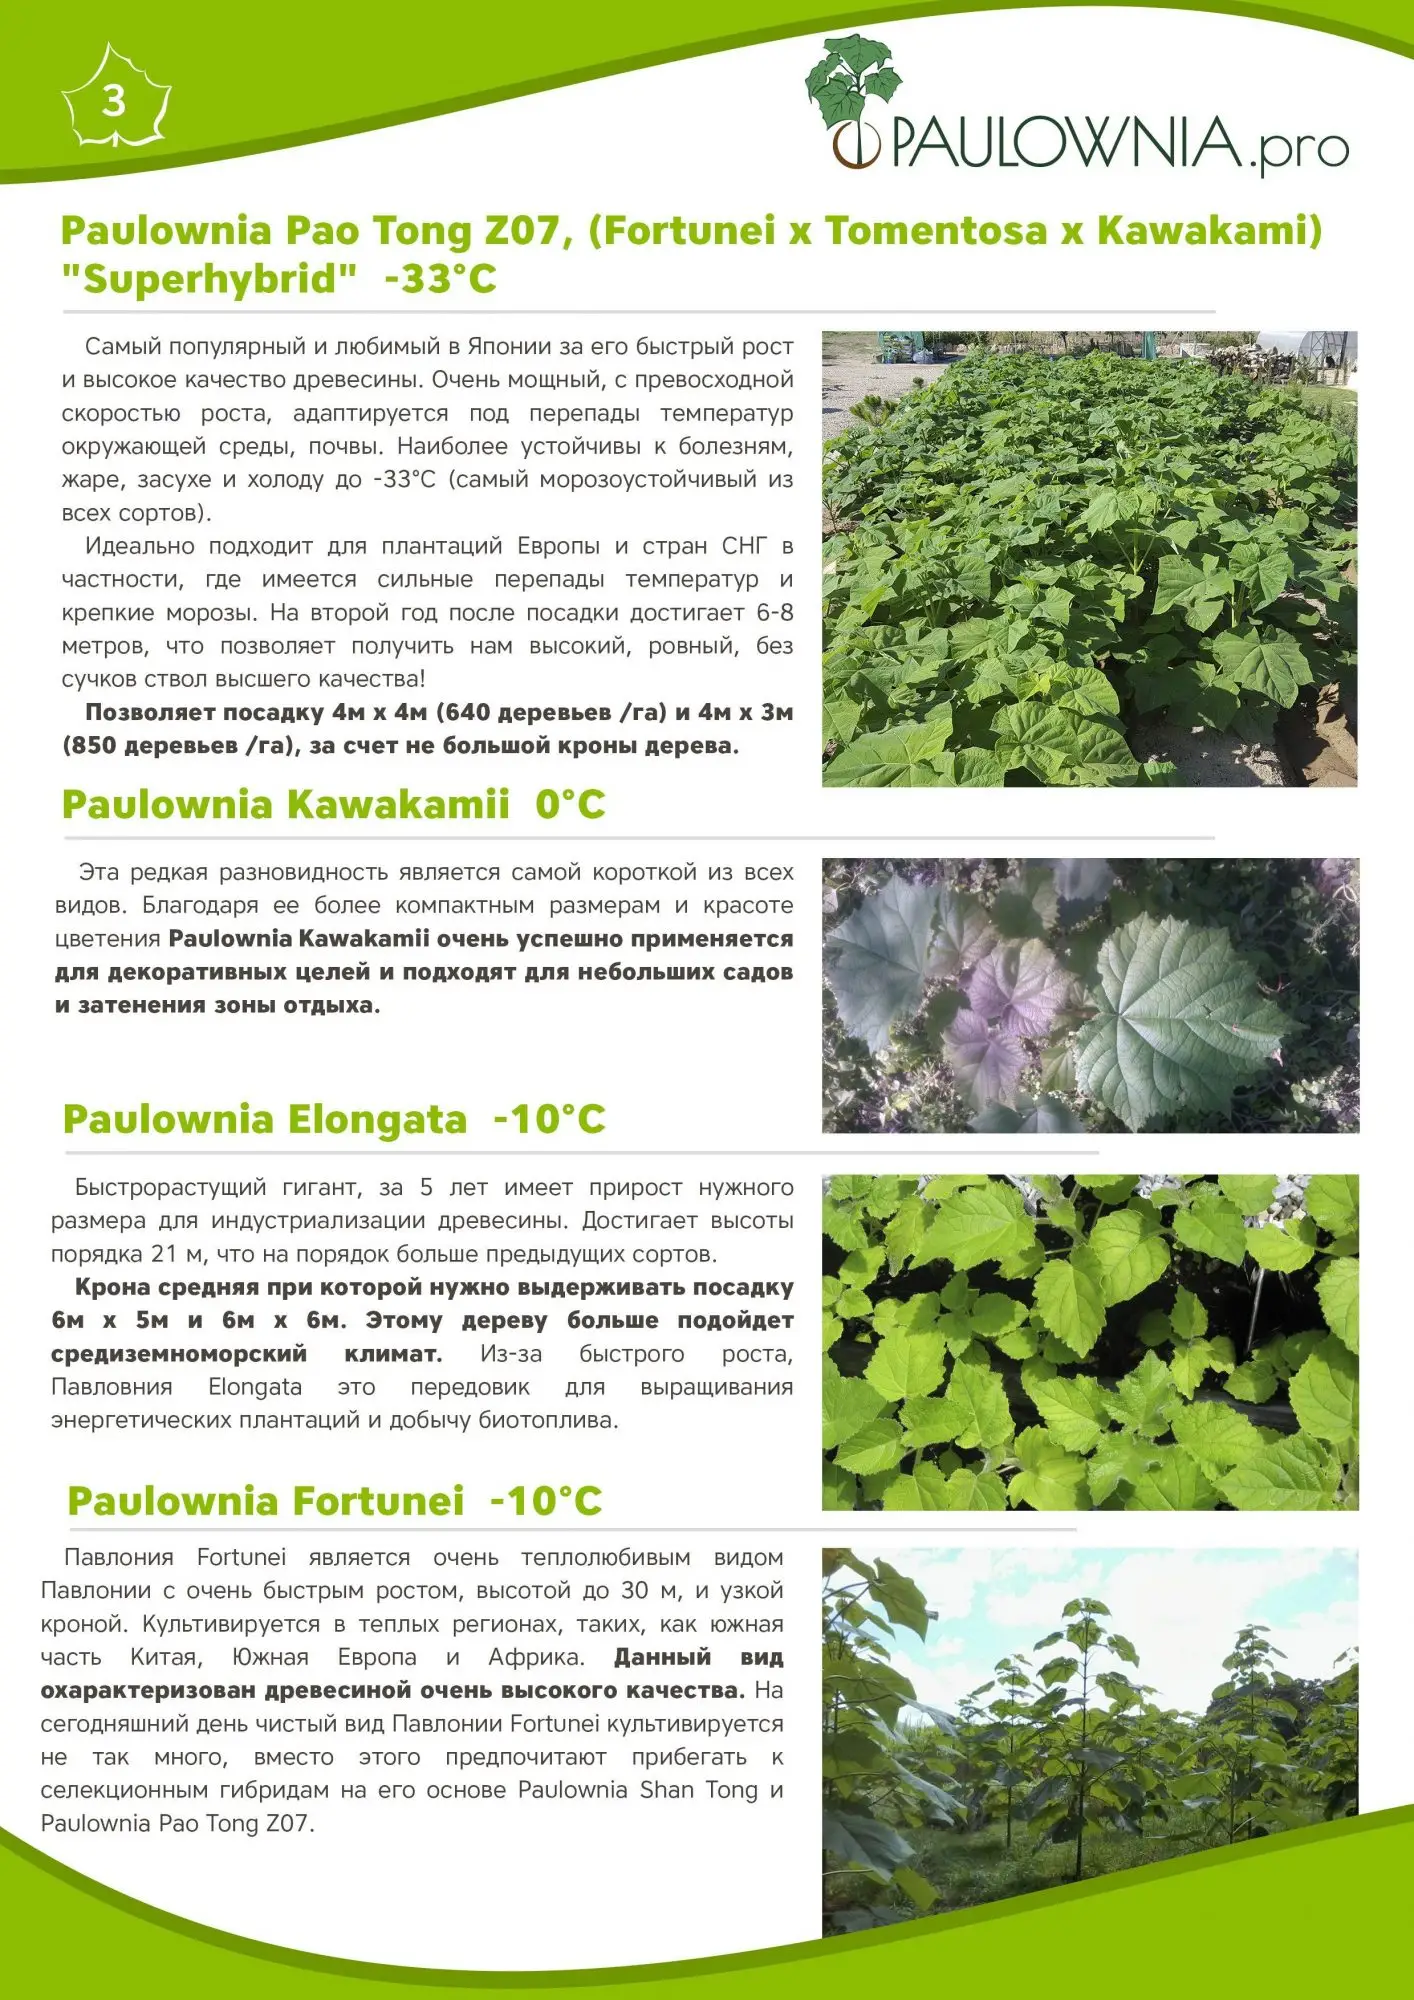 3
PAULOWNIA.pro
Paulownia Pao Tong Z07, (Fortunei x Tomentosa x Kawakami)
"Superhybrid" -33°C
Самый популярный и любимый в Японии за его быстрый рост
и высокое качество древесины. Очень мощный, с превосходной
скоростью роста, адаптируется под перепады температур
окружающей среды, почвы. Наиболее устойчивы к болезням,
жаре, засухе и холоду до -33°C (самый морозоустойчивый из
всех сортов).
Идеально подходит для плантаций Европы и стран СНГ в
частности, где имеется сильные перепады температур и
крепкие морозы. На второй год после посадки достигает 6-8
метров, что позволяет получить нам высокий, ровный, без
сучков ствол высшего качества!
Позволяет посадку 4м х 4м (640 деревьев /га) и 4м х 3м
(850 деревьев /га), за счет не большой кроны дерева.
Paulownia Kawakamii 0°C
Эта редкая разновидность является самой короткой из всех
видов. Благодаря ее более компактным размерам и красоте
цветения Paulownia Kawakamii очень успешно применяется
для декоративных целей и подходят для небольших садов
и затенения зоны отдыха.
Paulownia Elongata -10°C
Быстрорастущий гигант, за 5 лет имеет прирост нужного
размера для индустриализации древесины. Достигает высоты
порядка 21 м, что на порядок больше предыдущих сортов.
Крона средняя при которой нужно выдерживать посадку
6м х 5м и 6м х 6м. Этому дереву больше подойдет
средиземноморский климат. Из-за быстрого роста,
Павловния Elongata это передовик для выращивания
энергетических плантаций и добычу биотоплива.
Paulownia Fortunei -10°C
Павлония Fortunei является очень теплолюбивым видом
Павлонии с очень быстрым ростом, высотой до 30 м, и узкой
кроной. Культивируется в теплых регионах, таких, как южная
часть Китая, Южная Европа и Африка. Данный вид
охарактеризован древесиной очень высокого качества. На
сегодняшний день чистый вид Павлонии Fortunei культивируется
не так много, вместо этого предпочитают прибегать к
селекционным гибридам на его основе Paulownia Shan Tong и
Paulownia Pao Tong Z07.